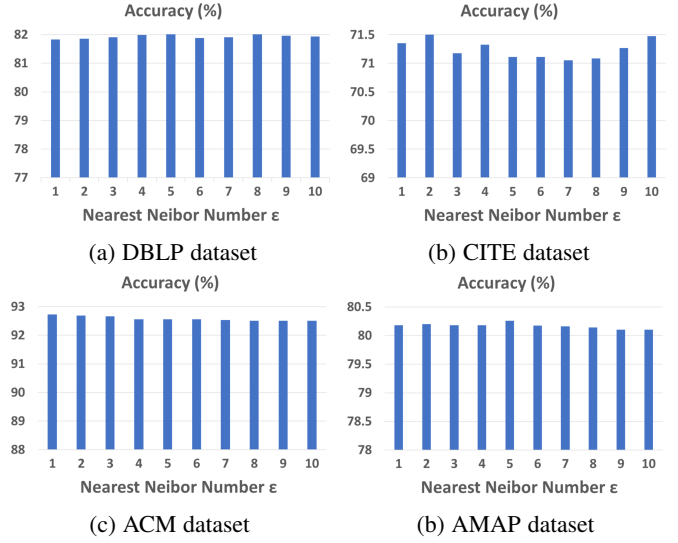 Accuracy (%)
82
81
80
79
78
77
1 2 3 4 5 6 7 8 9 10
Nearest Neibor Number ε
(a) DBLP dataset
Accuracy (%)
71.5
71
70.5
70
69.5
69
1 2 3 4 5 6 7 8 9 10
Nearest Neibor Number ε
(b) CITE dataset
Accuracy (%)
93
92
91
90
89
88
1 2 3 4 5 6 7 8 9 10
Nearest Neibor Number ε
(c) ACM dataset
Accuracy (%)
80.5
80
79.5
79
78.5
78
1 2 3 4 5 6 7 8 9 10
Nearest Neibor Number ε
(b) AMAP dataset